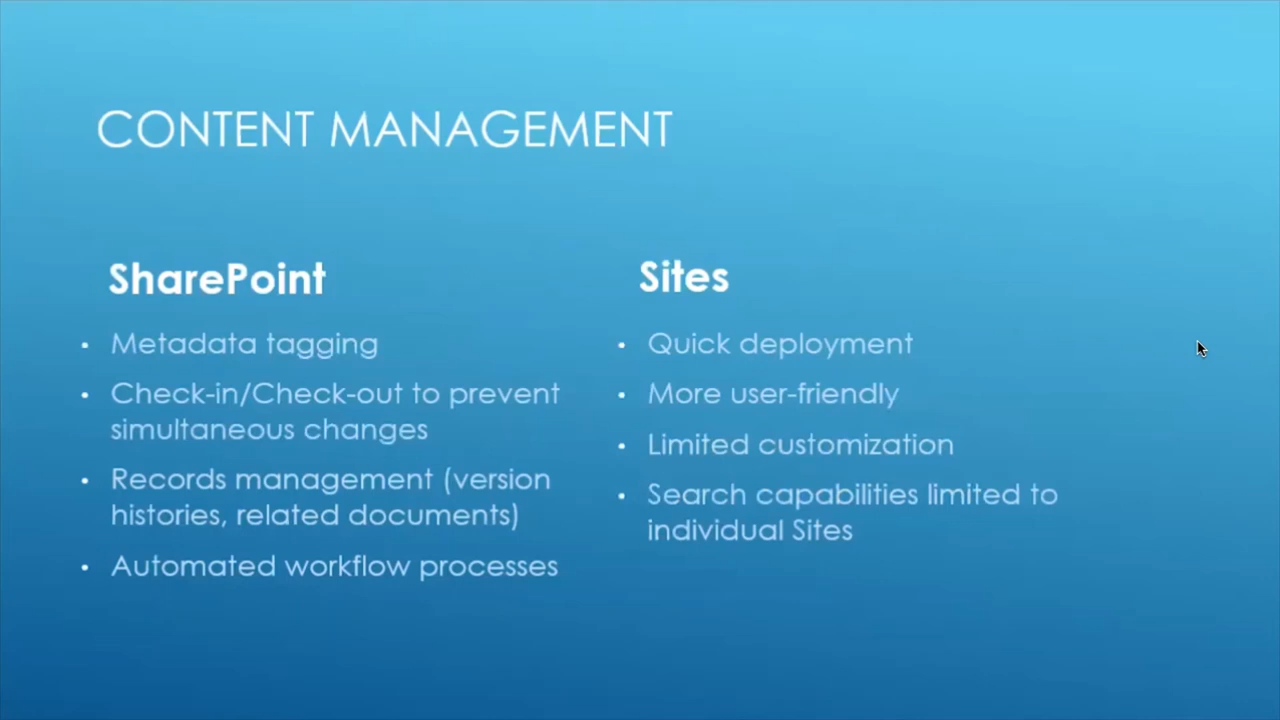 CONTENT MANAGEMENT
SharePoint
• Metadata tagging
• Check-in/Check-out to prevent
simultaneous changes
• Records management (version
histories, related documents)
• Automated workflow processes
Sites
• Quick deployment
• More user-friendly
• Limited customization
• Search capabilities limited to
individual Sites